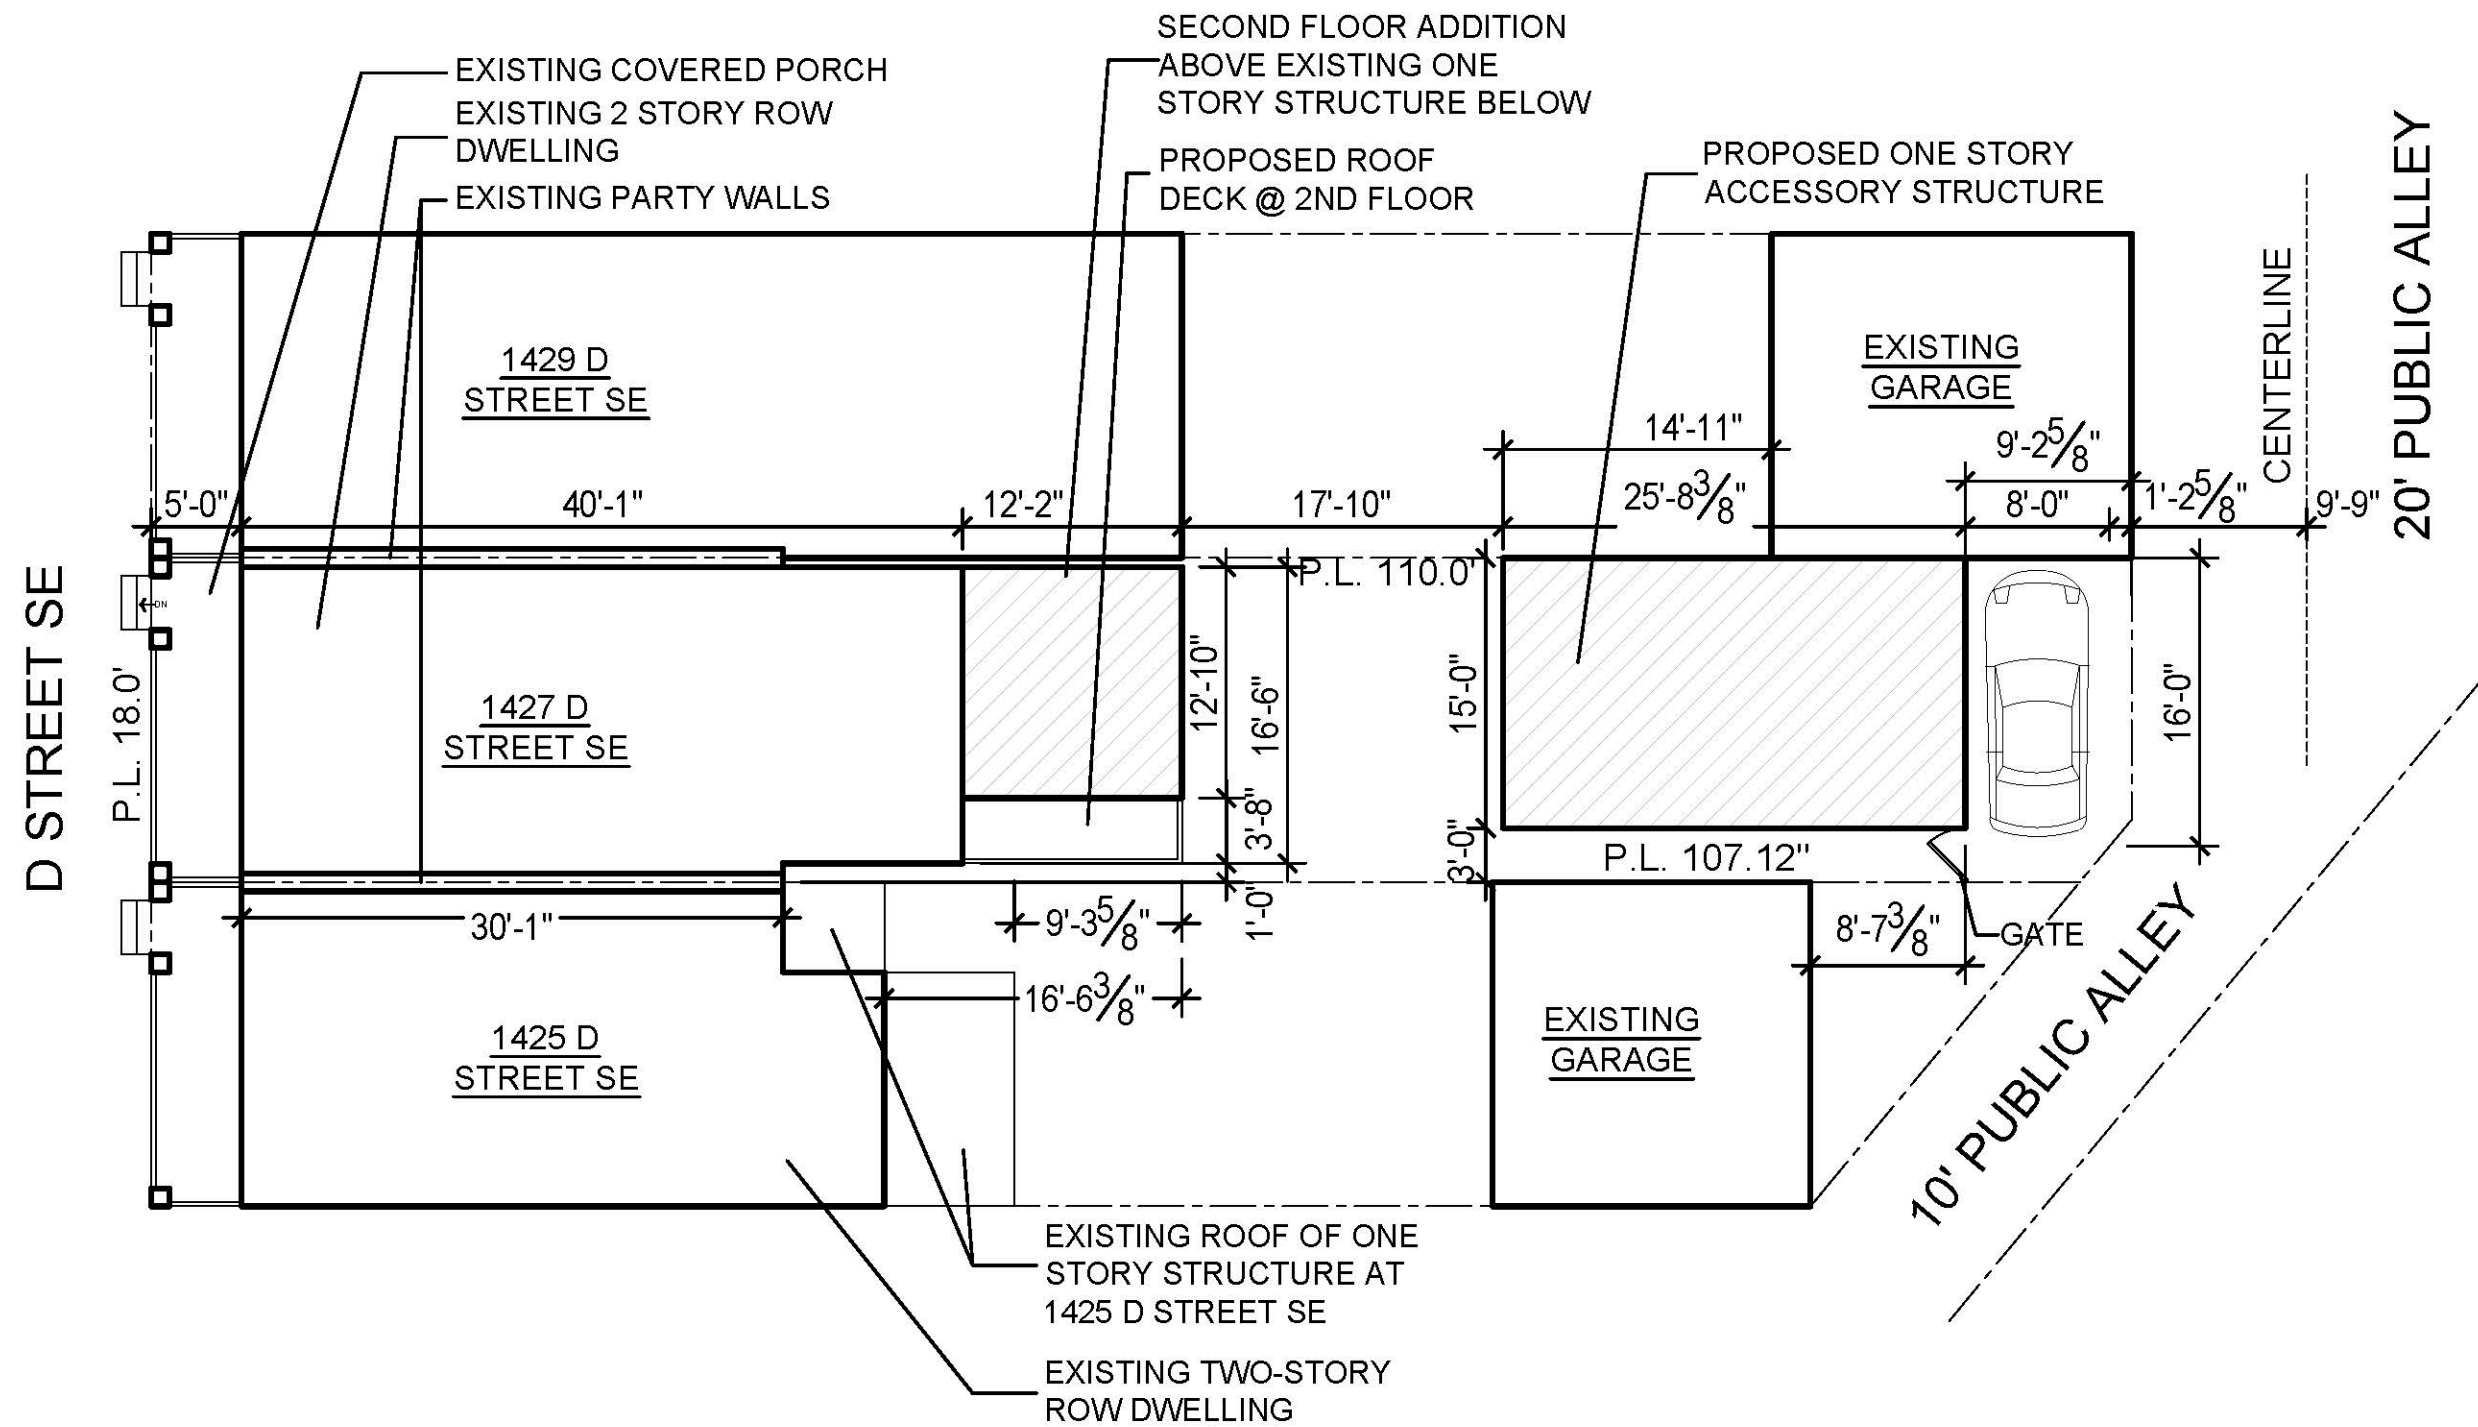 SECOND FLOOR ADDITION
ABOVE EXISTING ONE
STORY STRUCTURE BELOW
EXISTING COVERED PORCH
EXISTING 2 STORY ROW
DWELLING
EXISTING PARTY WALLS
PROPOSED ROOF
DECK @ 2ND FLOOR
PROPOSED ONE STORY
ACCESSORY STRUCTURE
20' PUBLIC ALLEY
CENTERLINE
1429 D
STREET SE
EXISTING
GARAGE
14'-11"
9'-2 5/8"
5'-0"
40'-1"
12'-2"
17'-10"
25'-8 3/8"
8'-0"
1'-2 5/8"
9'-9"
P.L. 110.0'
D STREET SE
P.L. 18.0'
DN
1427 D
STREET SE
12'-10"
16'-6"
15'-0"
16'-0"
3'-8"
3'-0"
P.L. 107.12"
1'-0"
30'-1"
9'-3 5/8"
8'-7 3/8"
GATE
16'-6 3/8"
1425 D
STREET SE
EXISTING
GARAGE
10' PUBLIC ALLEY
EXISTING ROOF OF ONE
STORY STRUCTURE AT
1425 D STREET SE
EXISTING TWO-STORY
ROW DWELLING